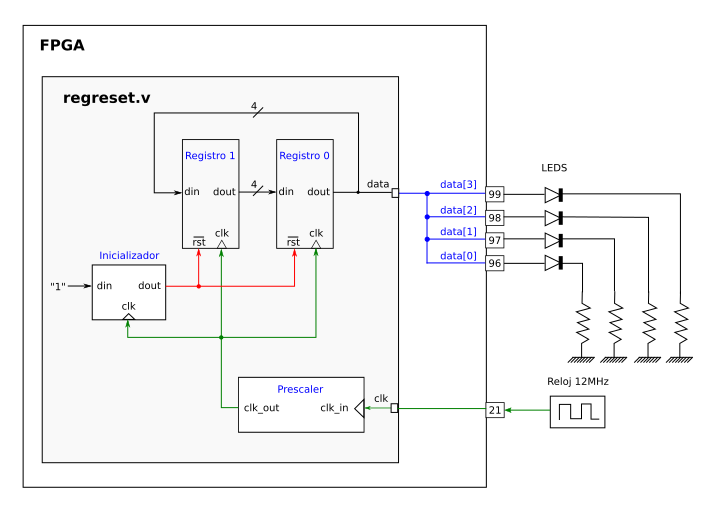 FPGA
regreset.v
4
Registro 1
Registro 0
din
dout
4
din
dout
data
rst
clk
rst
clk
Inicializador
"1"
din
dout
clk
Prescaler
clk_out
clk_in
clk
data[3]
99
data[2]
98
data[1]
97
data[0]
96
LEDS
Reloj 12MHz
21